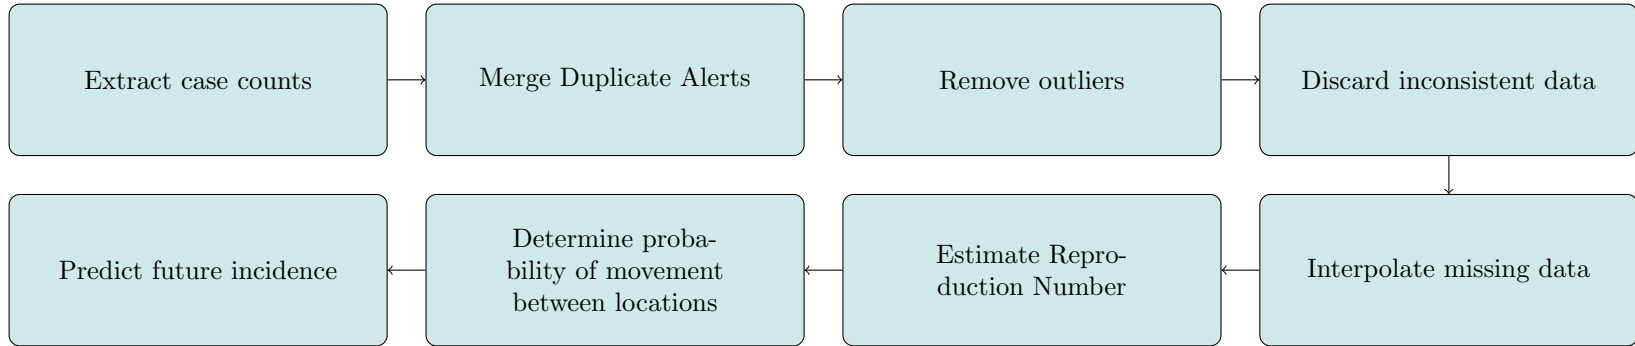 Extract case counts
Merge Duplicate Alerts
Remove outliers
Discard inconsistent data
Predict future incidence
Determine proba-
bility of movement
between locations
Estimate Repro-
duction Number
Interpolate missing data